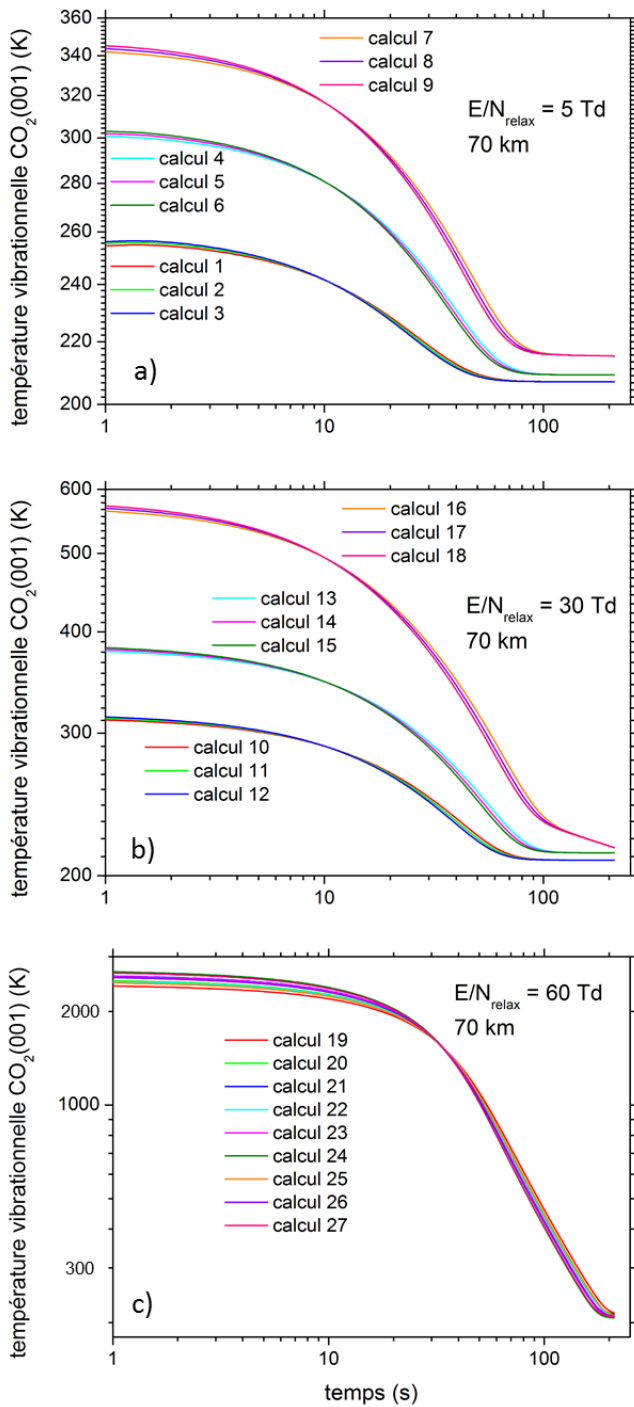 température vibrationnelle CO₂(001) (K)
360
340
320
300
280
260
240
220
200
calcul 7
calcul 8
calcul 9
E/Nrelax = 5 Td
70 km
calcul 4
calcul 5
calcul 6
calcul 1
calcul 2
calcul 3
a)
1
10
100
température vibrationnelle CO₂(001) (K)
600
500
400
300
200
calcul 16
calcul 17
calcul 18
E/Nrelax = 30 Td
70 km
calcul 13
calcul 14
calcul 15
calcul 10
calcul 11
calcul 12
b)
1
10
100
température vibrationnelle CO₂(001) (K)
2000
1000
300
E/Nrelax = 60 Td
70 km
calcul 19
calcul 20
calcul 21
calcul 22
calcul 23
calcul 24
calcul 25
calcul 26
calcul 27
c)
1
10
100
temps (s)